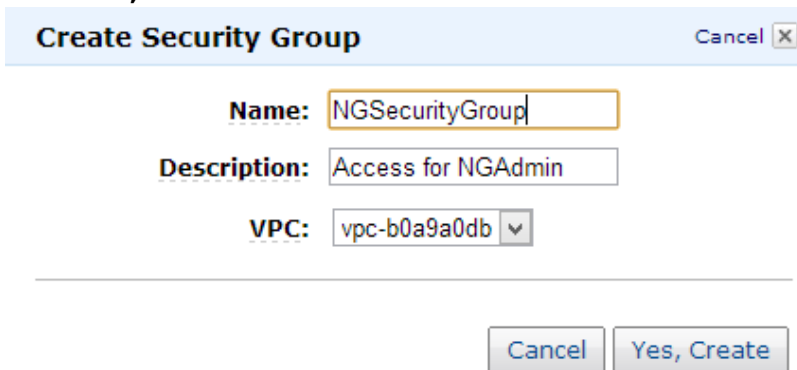 Create Security Group Cancel
Name: NGSecurityGroup
Description: Access for NGAdmin
VPC: vpc-b0a9a0db
Cancel Yes, Create